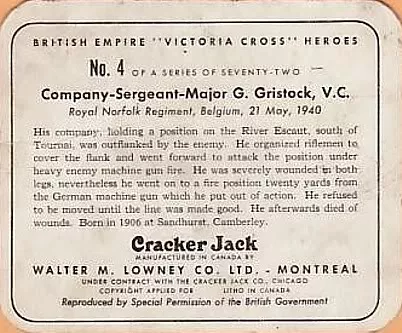 BRITISH EMPIRE "VICTORIA CROSS" HEROES
No. 4 OF A SERIES OF SEVENTY-TWO
Company-Sergeant-Major G. Gristock, V.C.
Royal Norfolk Regiment, Belgium, 21 May, 1940
His company, holding a position on the River Escaut, south of
Tournai, was outflanked by the enemy. He organized riflemen to
cover the flank and went forward to attack the position under
heavy enemy machine gun fire. He was severely wounded in both
legs, nevertheless he went on to a fire position twenty yards from
the German machine gun which he put out of action. He refused
to be moved until the line was made good. He afterwards died of
wounds. Born in 1906 at Sandhurst, Camberley.
Cracker Jack
MANUFACTURED IN CANADA BY
WALTER M. LOWNEY CO. LTD. - MONTREAL
UNDER CONTRACT WITH THE CRACKER JACK CO., CHICAGO
COPYRIGHT APPLIED FOR LITHO IN CANADA
Reproduced by Special Permission of the British Government